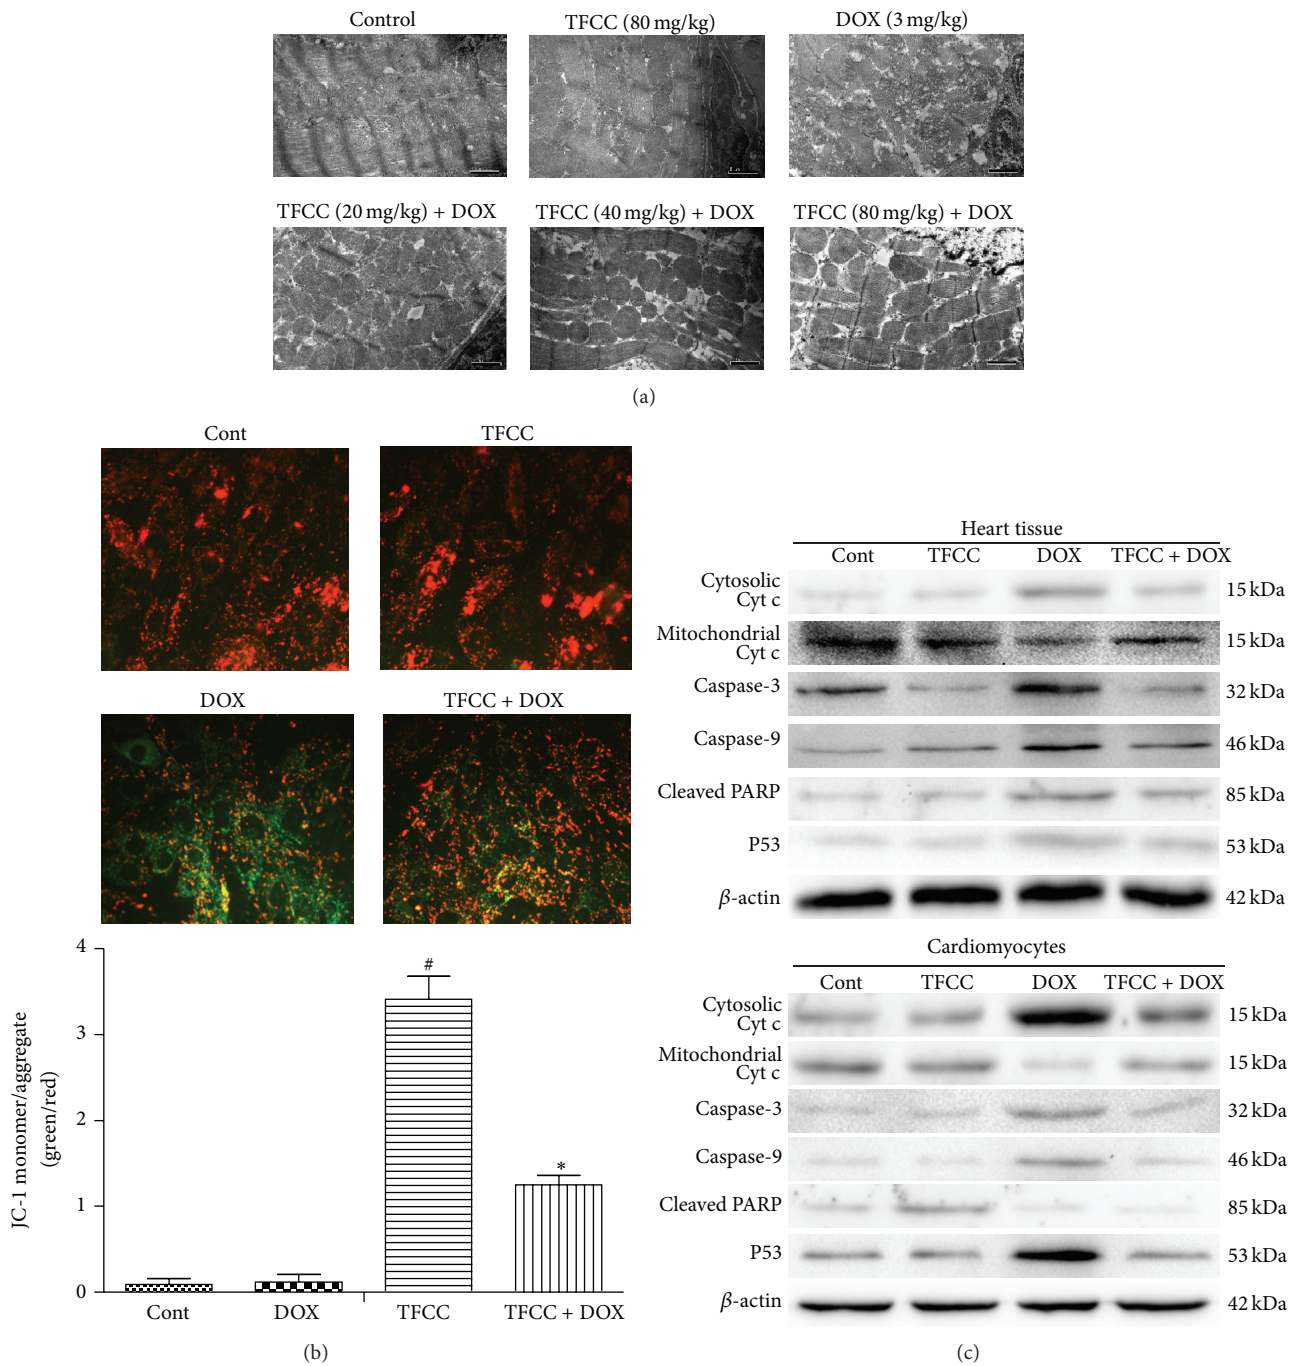 Control
TFCC (80 mg/kg)
DOX (3 mg/kg)
TFCC (20 mg/kg) + DOX
TFCC (40 mg/kg) + DOX
TFCC (80 mg/kg) + DOX
(a)
Cont
TFCC
DOX
TFCC + DOX
JC-1 monomer/aggregate
(green/red)
4
3
2
1
0
#
*
Cont
DOX
TFCC
TFCC + DOX
(b)
Heart tissue
Cont TFCC DOX TFCC + DOX
Cytosolic
Cyt c
15 kDa
Mitochondrial
Cyt c
15 kDa
Caspase-3
32 kDa
Caspase-9
46 kDa
Cleaved PARP
85 kDa
P53
53 kDa
β-actin
42 kDa
Cardiomyocytes
Cont TFCC DOX TFCC + DOX
Cytosolic
Cyt c
15 kDa
Mitochondrial
Cyt c
15 kDa
Caspase-3
32 kDa
Caspase-9
46 kDa
Cleaved PARP
85 kDa
P53
53 kDa
β-actin
42 kDa
(c)